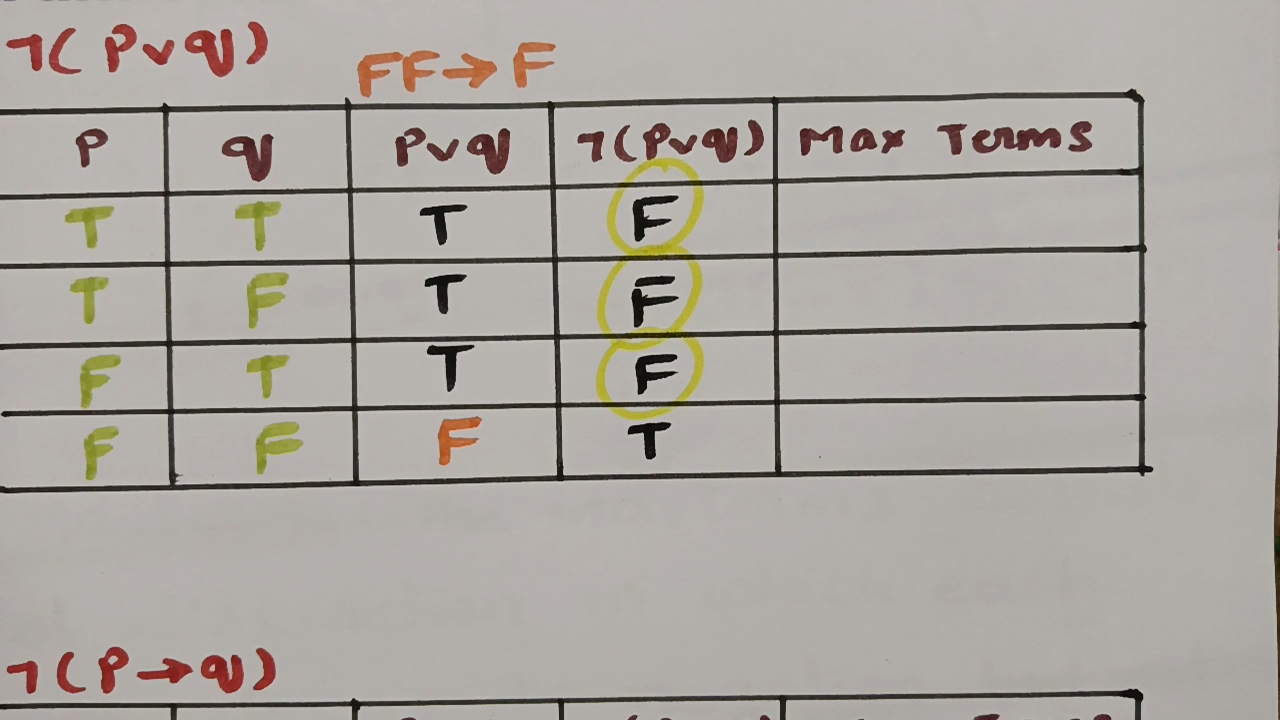 ¬(P∨q)
FF→F
P q P∨q ¬(P∨q) Max Terms
T T T F
T F T F
F T T F
F F F T
¬(P→q)